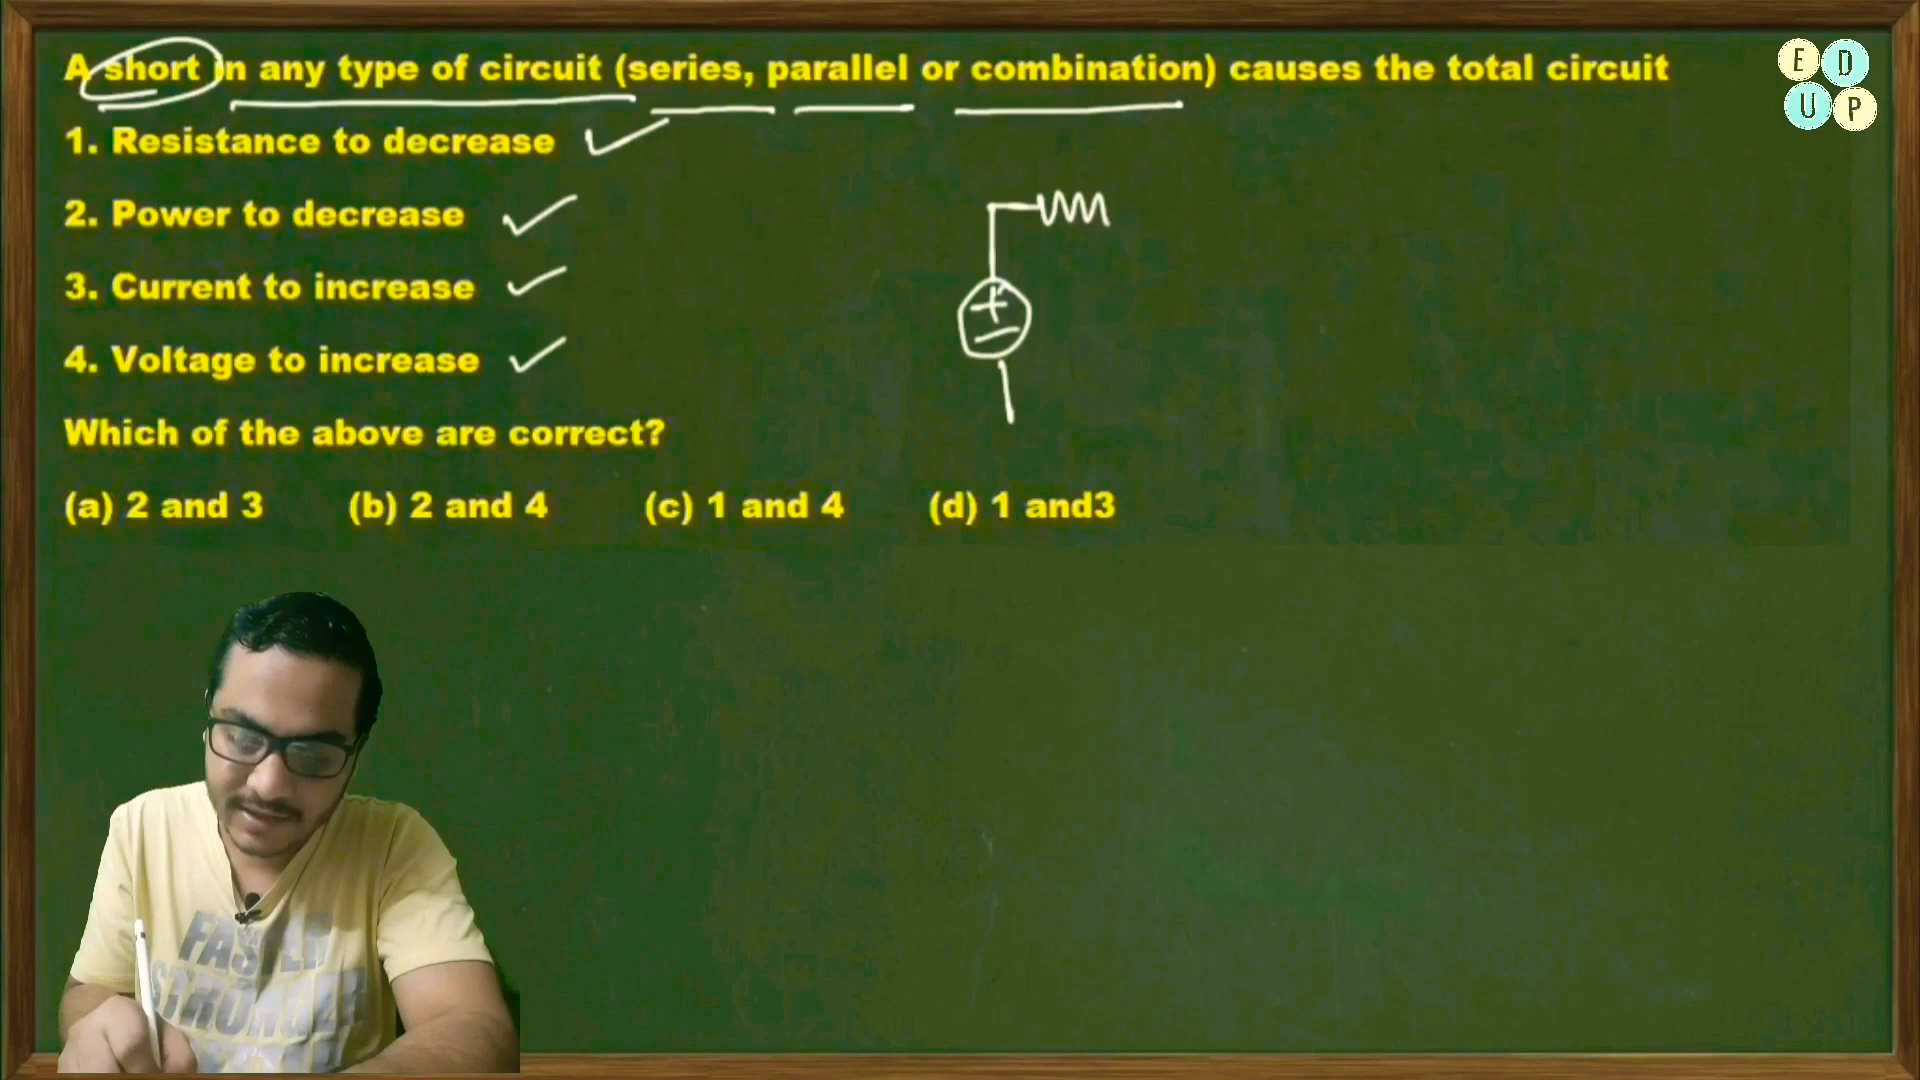 A short in any type of circuit (series, parallel or combination) causes the total circuit
1. Resistance to decrease
2. Power to decrease
3. Current to increase
4. Voltage to increase
Which of the above are correct?
(a) 2 and 3 (b) 2 and 4 (c) 1 and 4 (d) 1 and3
E D
U P
+
−
FASTER
STRONGER